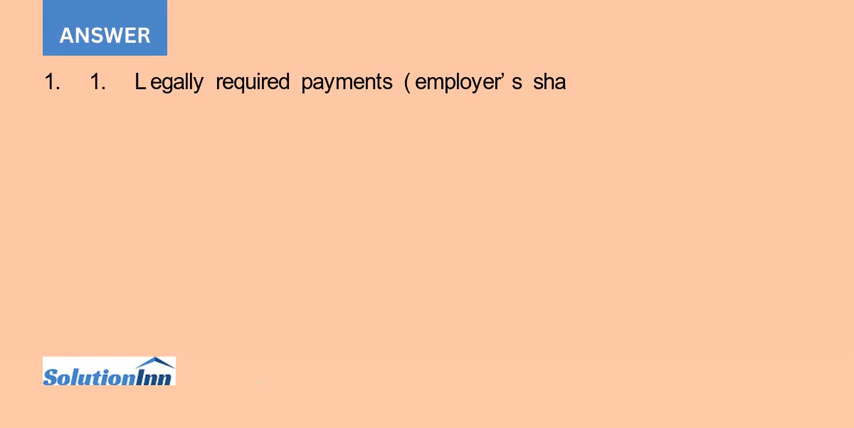 ANSWER
1. 1. Legally required payments (employer's sha
SolutionInn